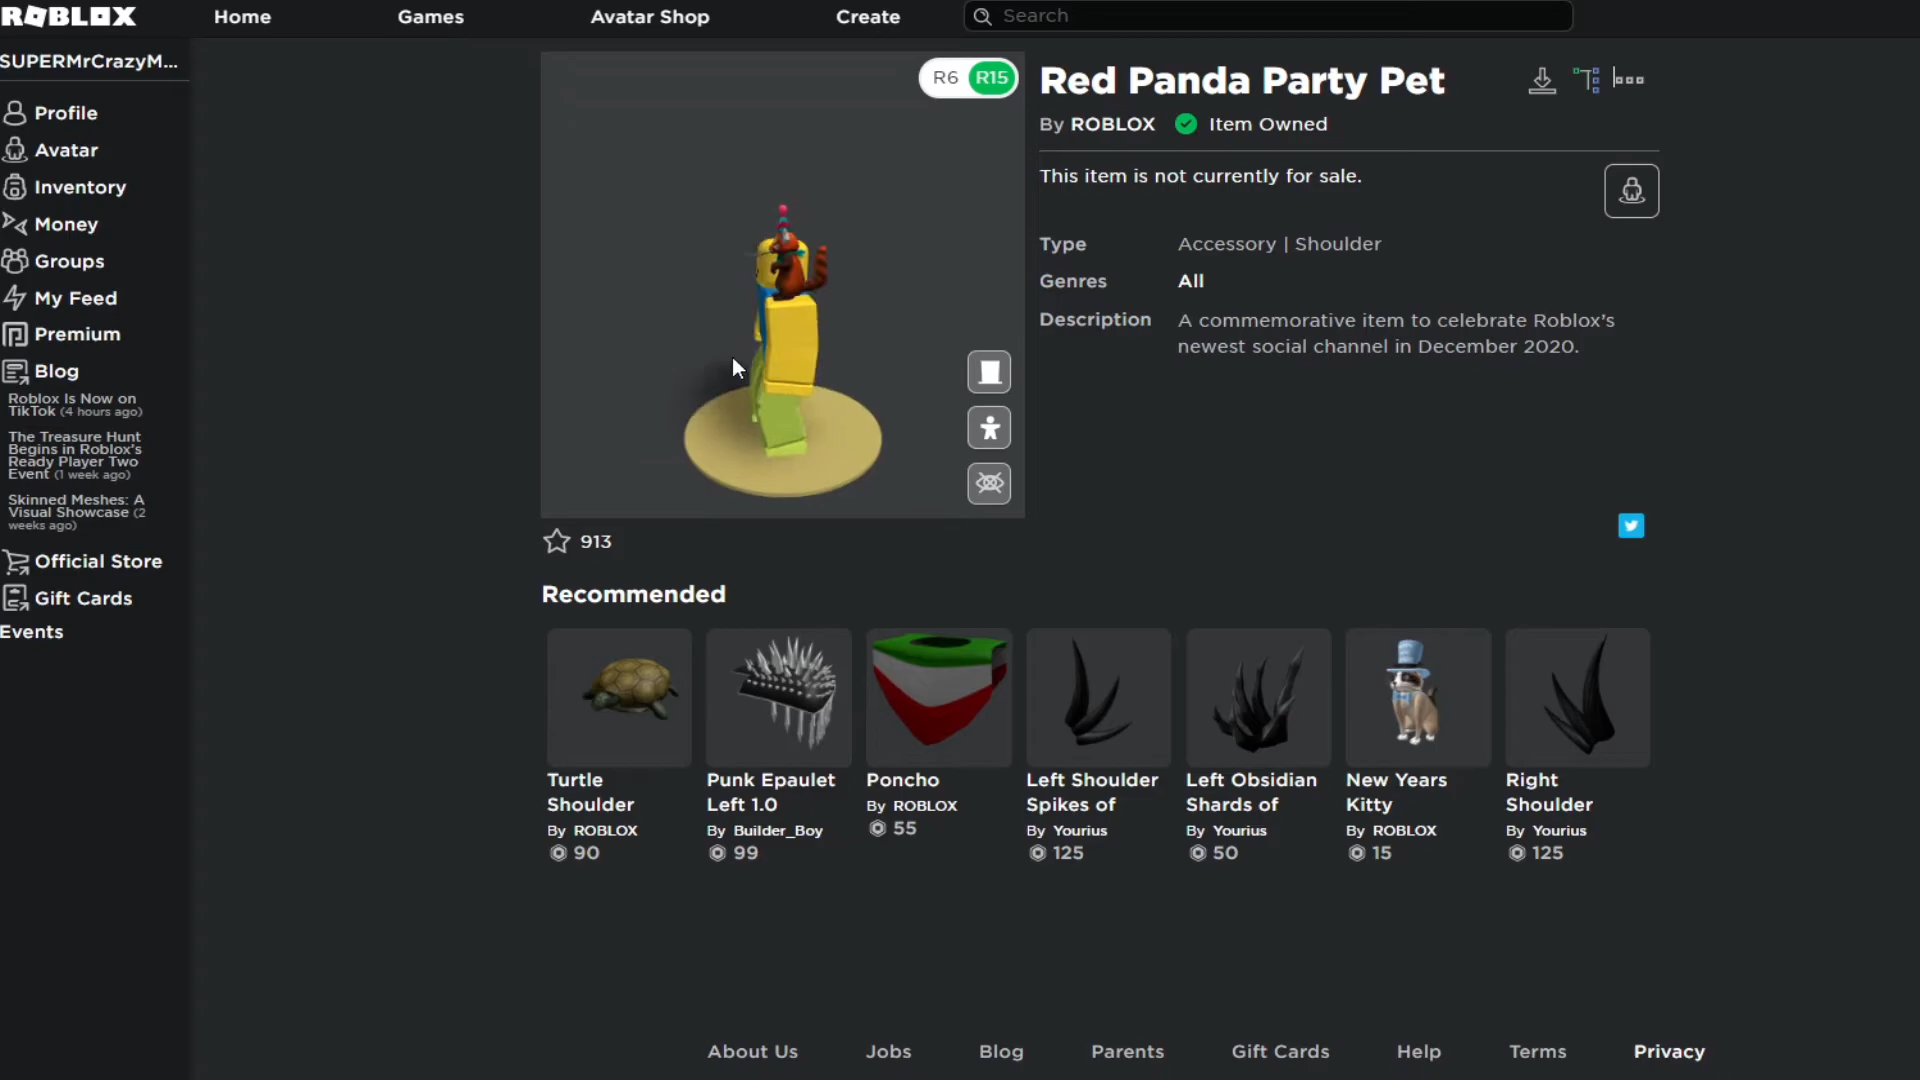 ROBLOX
Home
Games
Avatar Shop
Create
Search
SUPERMrCrazyM...
Profile
Avatar
Inventory
Money
Groups
My Feed
Premium
Blog
Roblox Is Now on
TikTok (4 hours ago)
The Treasure Hunt
Begins in Roblox's
Ready Player Two
Event (1 week ago)
Skinned Meshes: A
Visual Showcase (2
weeks ago)
Official Store
Gift Cards
Events
R6 R15
Red Panda Party Pet
By ROBLOX Item Owned
This item is not currently for sale.
Type Accessory | Shoulder
Genres All
Description A commemorative item to celebrate Roblox's
newest social channel in December 2020.
913
Recommended
Turtle
Shoulder
By ROBLOX
90
Punk Epaulet
Left 1.0
By Builder_Boy
99
Poncho
By ROBLOX
55
Left Shoulder
Spikes of
By Yourius
125
Left Obsidian
Shards of
By Yourius
50
New Years
Kitty
By ROBLOX
15
Right
Shoulder
By Yourius
125
About Us
Jobs
Blog
Parents
Gift Cards
Help
Terms
Privacy